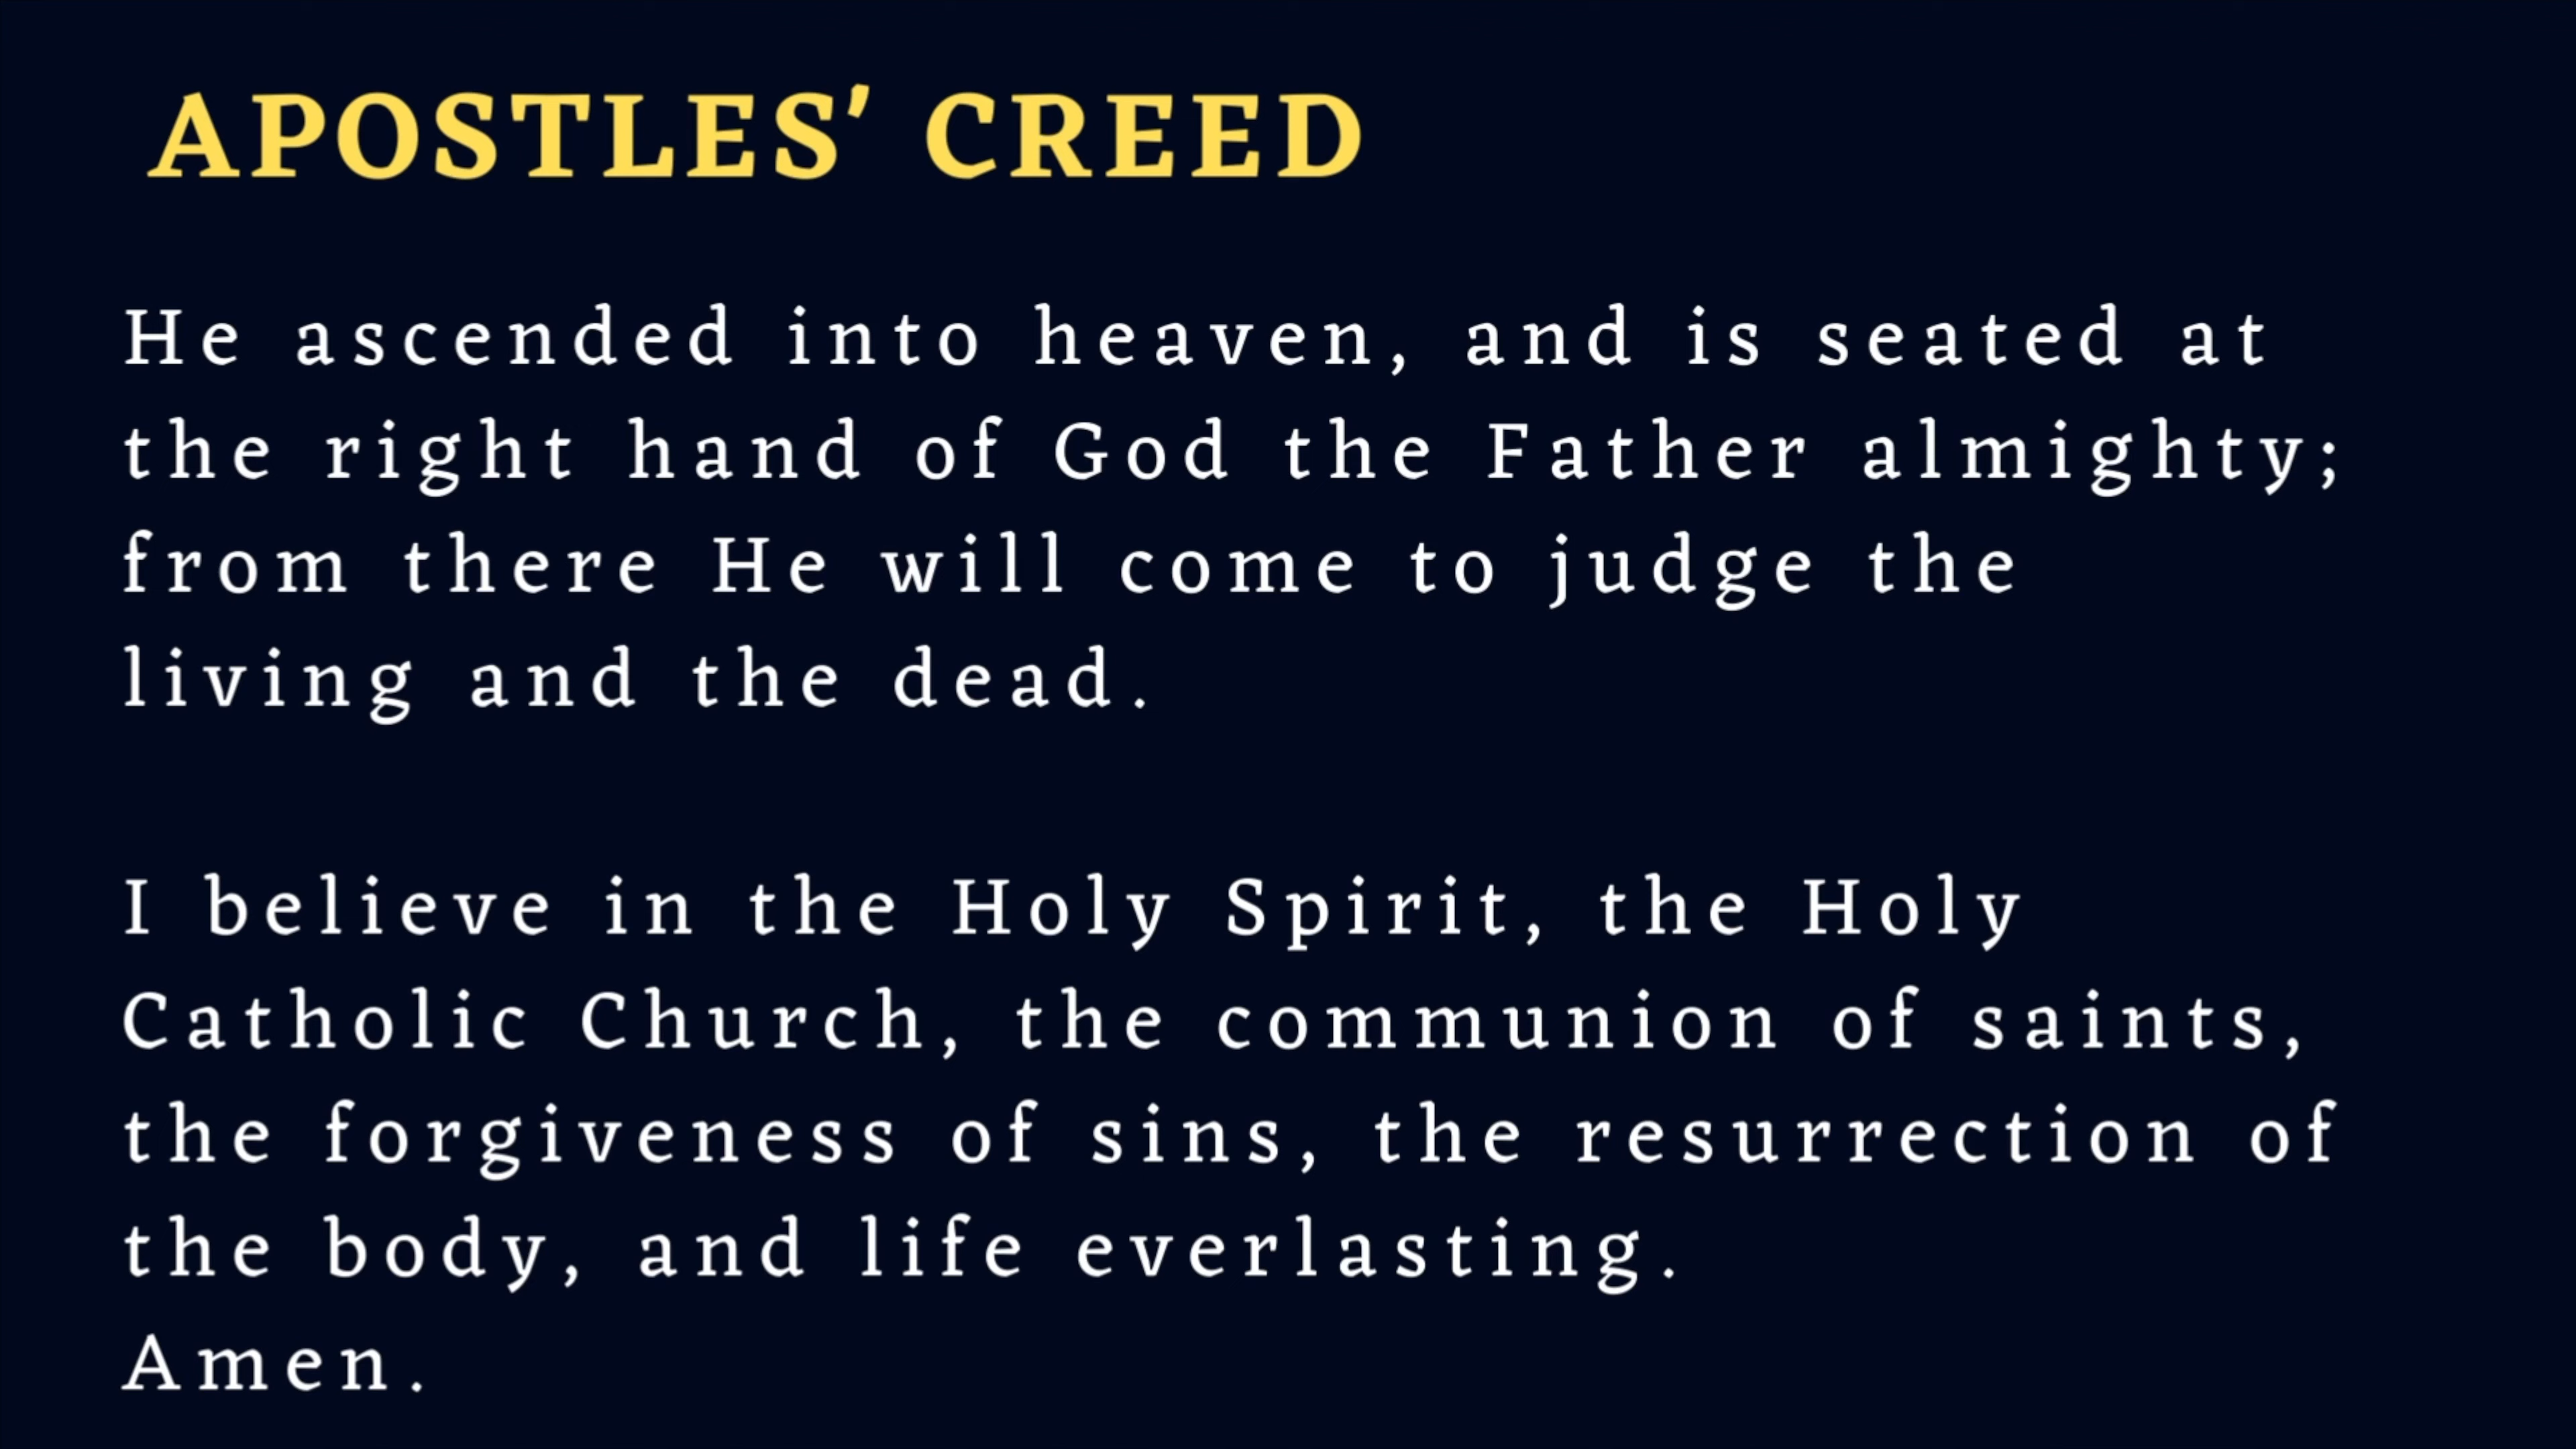 APOSTLES' CREED
He ascended into heaven, and is seated at
the right hand of God the Father almighty;
from there He will come to judge the
living and the dead.
I believe in the Holy Spirit, the Holy
Catholic Church, the communion of saints,
the forgiveness of sins, the resurrection of
the body, and life everlasting.
Amen.